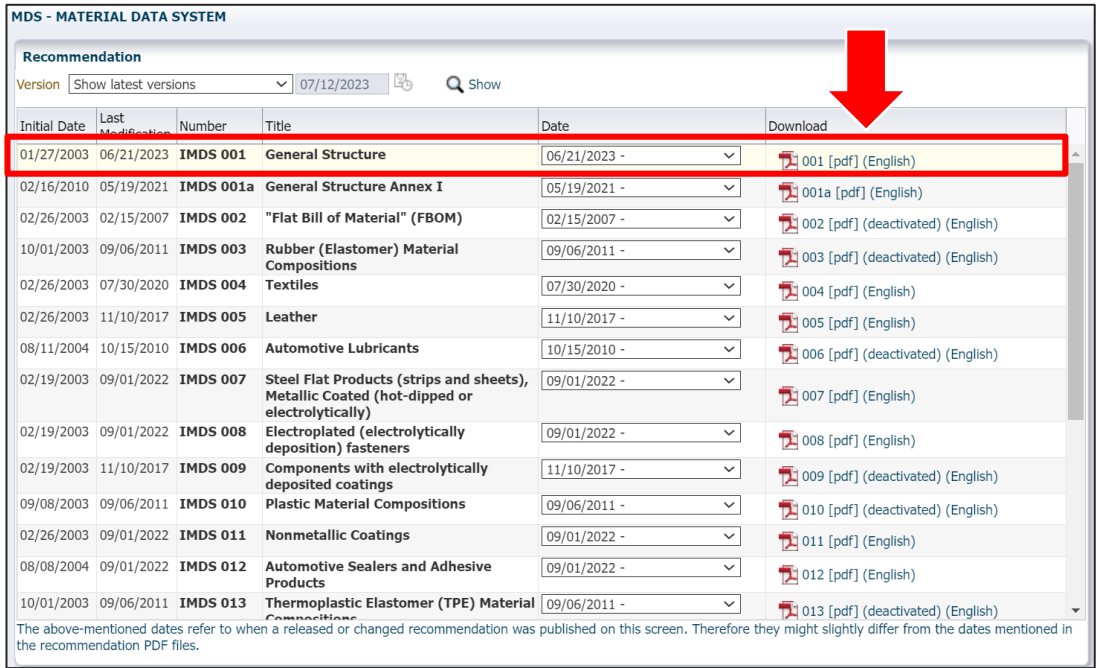 MDS - MATERIAL DATA SYSTEM
Recommendation
Version Show latest versions 07/12/2023 Show
Initial Date Last Modification Number Title Date Download
01/27/2003 06/21/2023 IMDS 001 General Structure 06/21/2023 - 001 [pdf] (English)
02/16/2010 05/19/2021 IMDS 001a General Structure Annex I 05/19/2021 - 001a [pdf] (English)
02/26/2003 02/15/2007 IMDS 002 "Flat Bill of Material" (FBOM) 02/15/2007 - 002 [pdf] (deactivated) (English)
10/01/2003 09/06/2011 IMDS 003 Rubber (Elastomer) Material 09/06/2011 - 003 [pdf] (deactivated) (English)
Compositions
02/26/2003 07/30/2020 IMDS 004 Textiles 07/30/2020 - 004 [pdf] (English)
02/26/2003 11/10/2017 IMDS 005 Leather 11/10/2017 - 005 [pdf] (English)
08/11/2004 10/15/2010 IMDS 006 Automotive Lubricants 10/15/2010 - 006 [pdf] (deactivated) (English)
02/19/2003 09/01/2022 IMDS 007 Steel Flat Products (strips and sheets), 09/01/2022 - 007 [pdf] (English)
Metallic Coated (hot-dipped or
electrolytically)
02/19/2003 09/01/2022 IMDS 008 Electroplated (electrolytically 09/01/2022 - 008 [pdf] (English)
deposition) fasteners
02/19/2003 11/10/2017 IMDS 009 Components with electrolytically 11/10/2017 - 009 [pdf] (deactivated) (English)
deposited coatings
09/08/2003 09/06/2011 IMDS 010 Plastic Material Compositions 09/06/2011 - 010 [pdf] (deactivated) (English)
02/26/2003 09/01/2022 IMDS 011 Nonmetallic Coatings 09/01/2022 - 011 [pdf] (English)
08/08/2004 09/01/2022 IMDS 012 Automotive Sealers and Adhesive 09/01/2022 - 012 [pdf] (English)
Products
10/01/2003 09/06/2011 IMDS 013 Thermoplastic Elastomer (TPE) Material 09/06/2011 - 013 [pdf] (deactivated) (English)
Compositions
The above-mentioned dates refer to when a released or changed recommendation was published on this screen. Therefore they might slightly differ from the dates mentioned in
the recommendation PDF files.